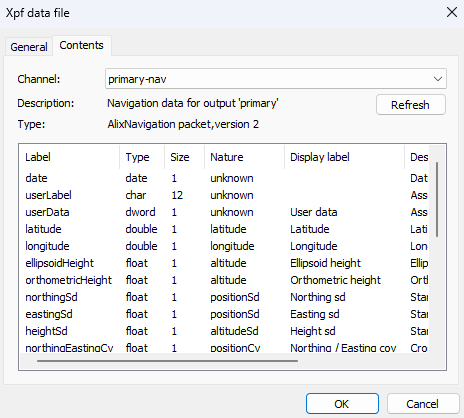 Xpf data file
General Contents
Channel: primary-nav
Description: Navigation data for output 'primary' Refresh
Type: AlixNavigation packet,version 2
Label Type Size Nature Display label Des
date date 1 unknown Dat
userLabel char 12 unknown Ass
userData dword 1 unknown User data Ass
latitude double 1 latitude Latitude Lati
longitude double 1 longitude Longitude Lon
ellipsoidHeight float 1 altitude Ellipsoid height Ellip
orthometricHeight float 1 altitude Orthometric height Ort
northingSd float 1 positionSd Northing sd Star
eastingSd float 1 positionSd Easting sd Star
heightSd float 1 altitudeSd Height sd Star
northingEastingCv float 1 positionCv Northing / Easting cov Cro
OK Cancel